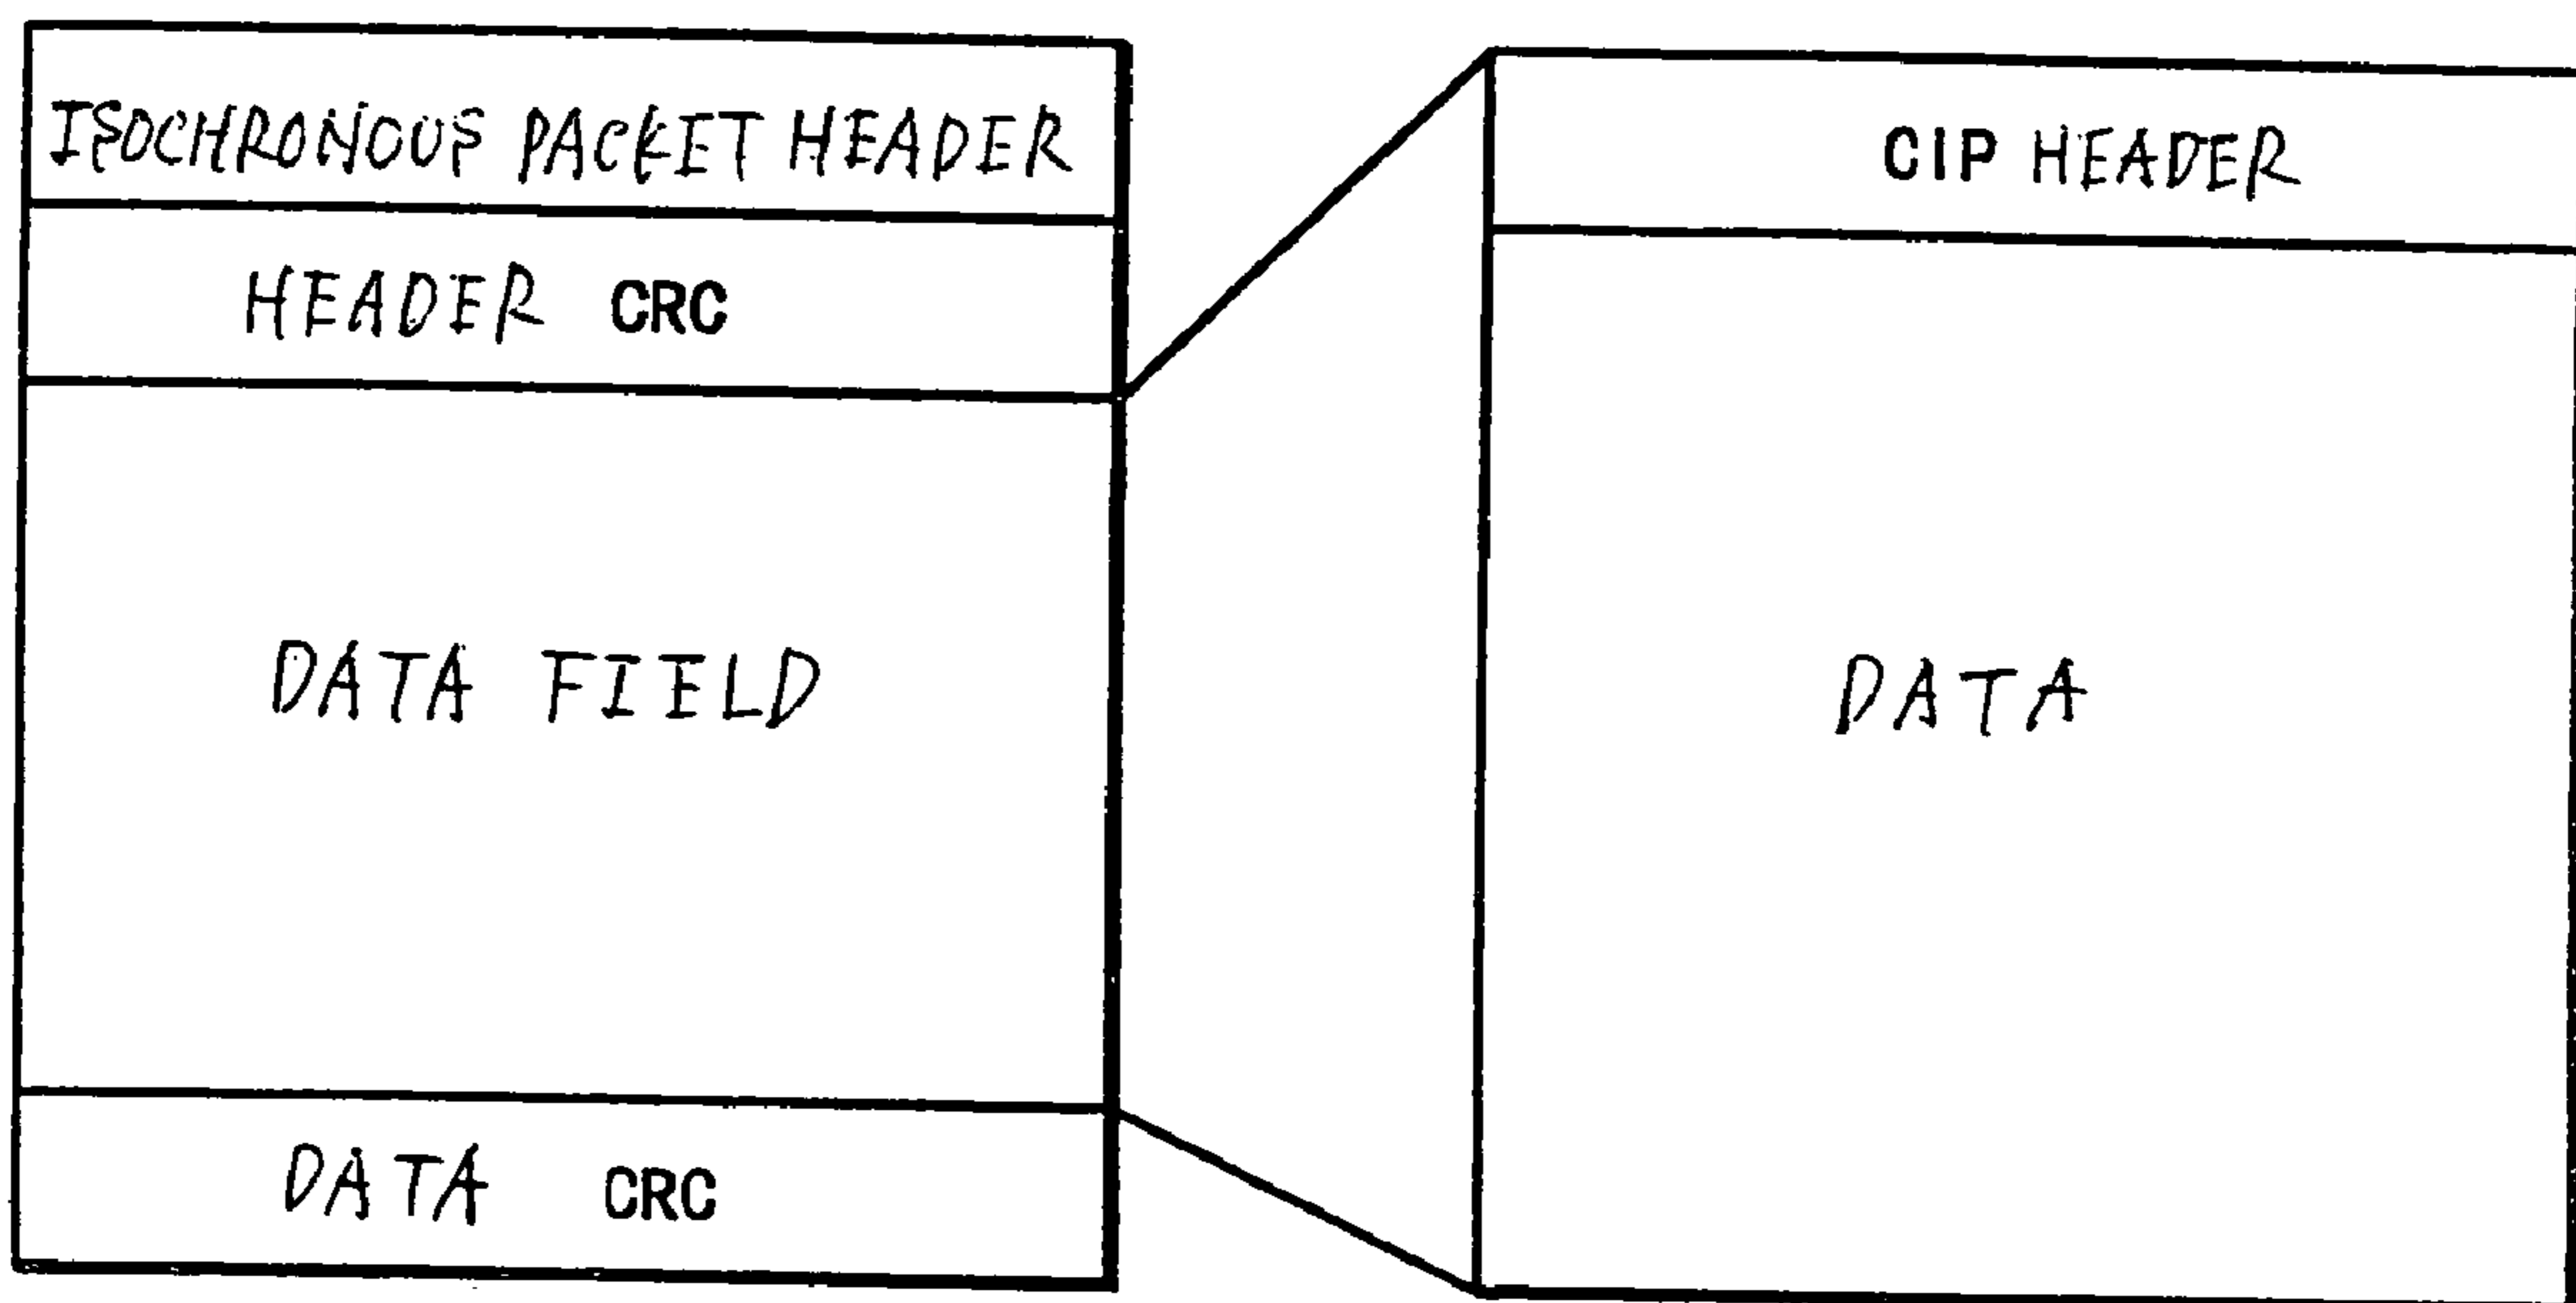 ISOCHRONOUS PACKET HEADER
HEADER CRC
DATA FIELD
DATA CRC
CIP HEADER
DATA